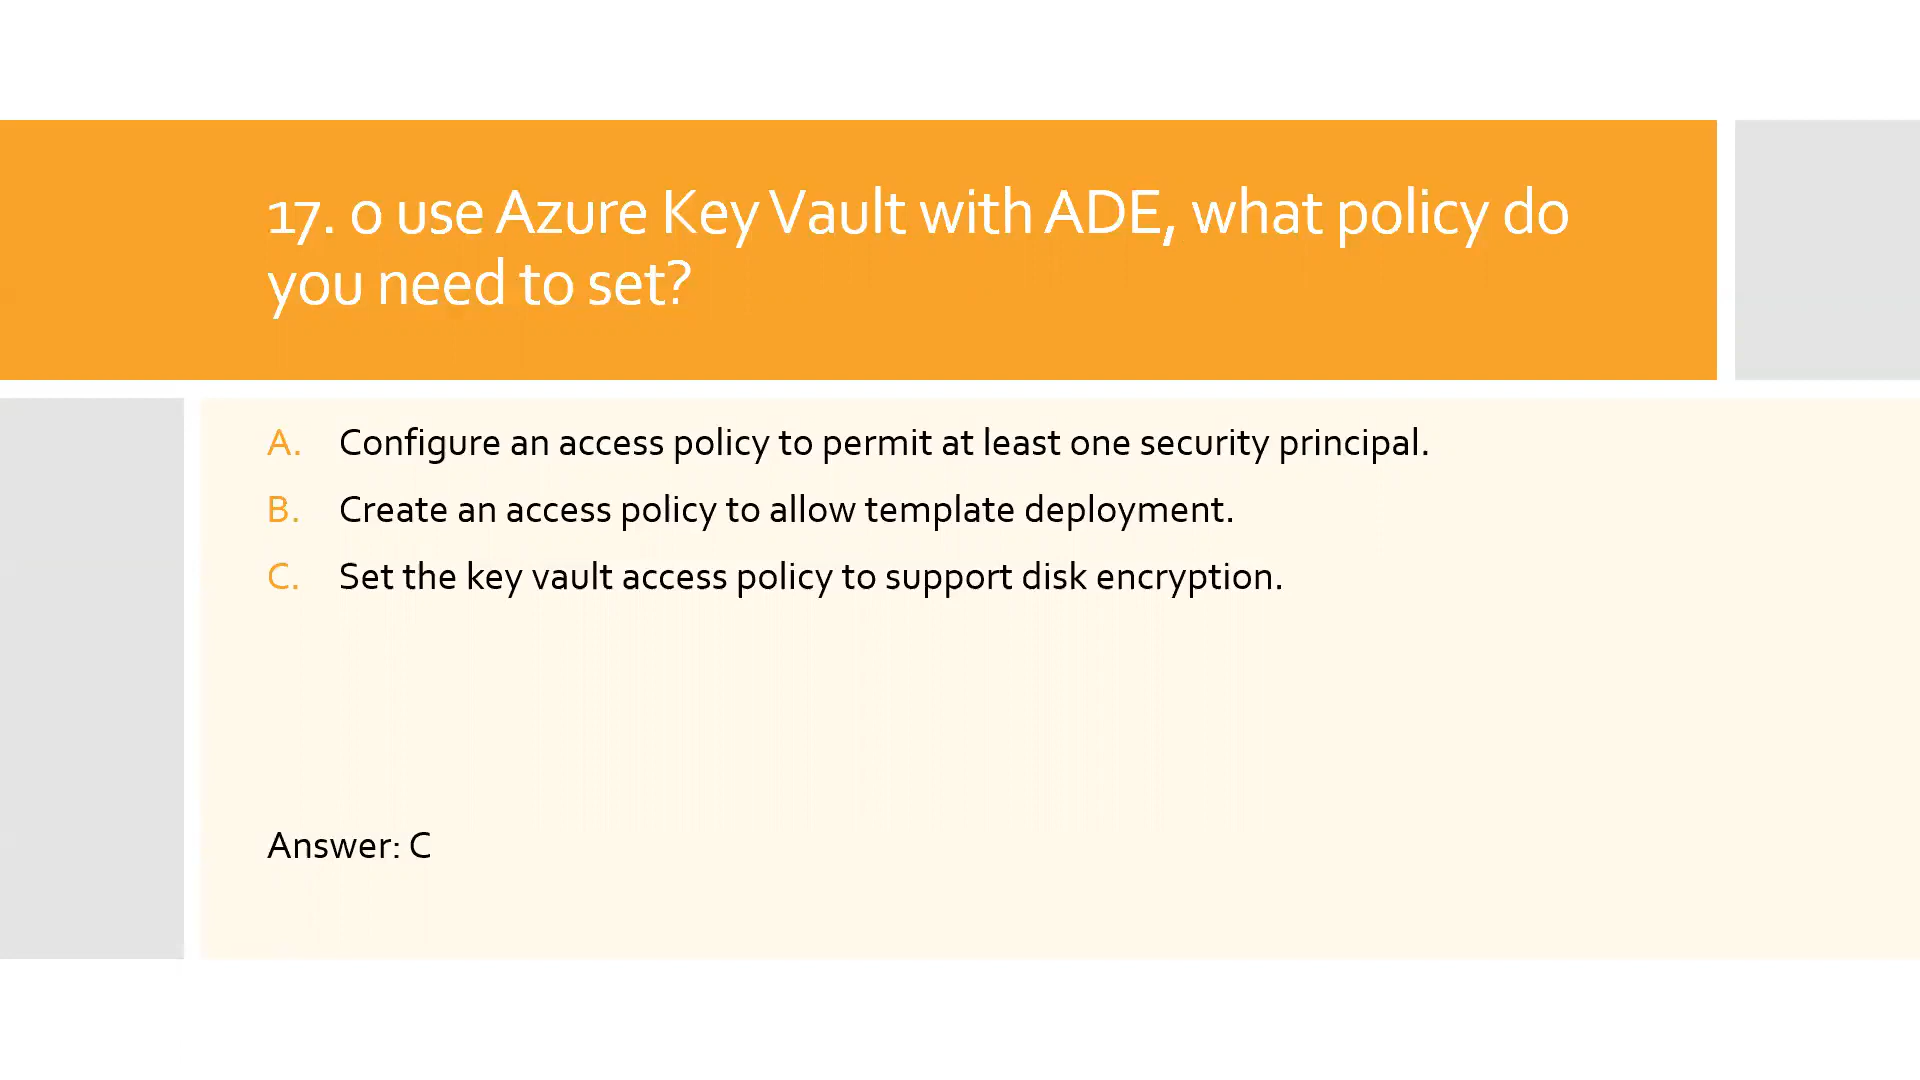 17. o use Azure Key Vault with ADE, what policy do
you need to set?
A. Configure an access policy to permit at least one security principal.
B. Create an access policy to allow template deployment.
C. Set the key vault access policy to support disk encryption.
Answer: C